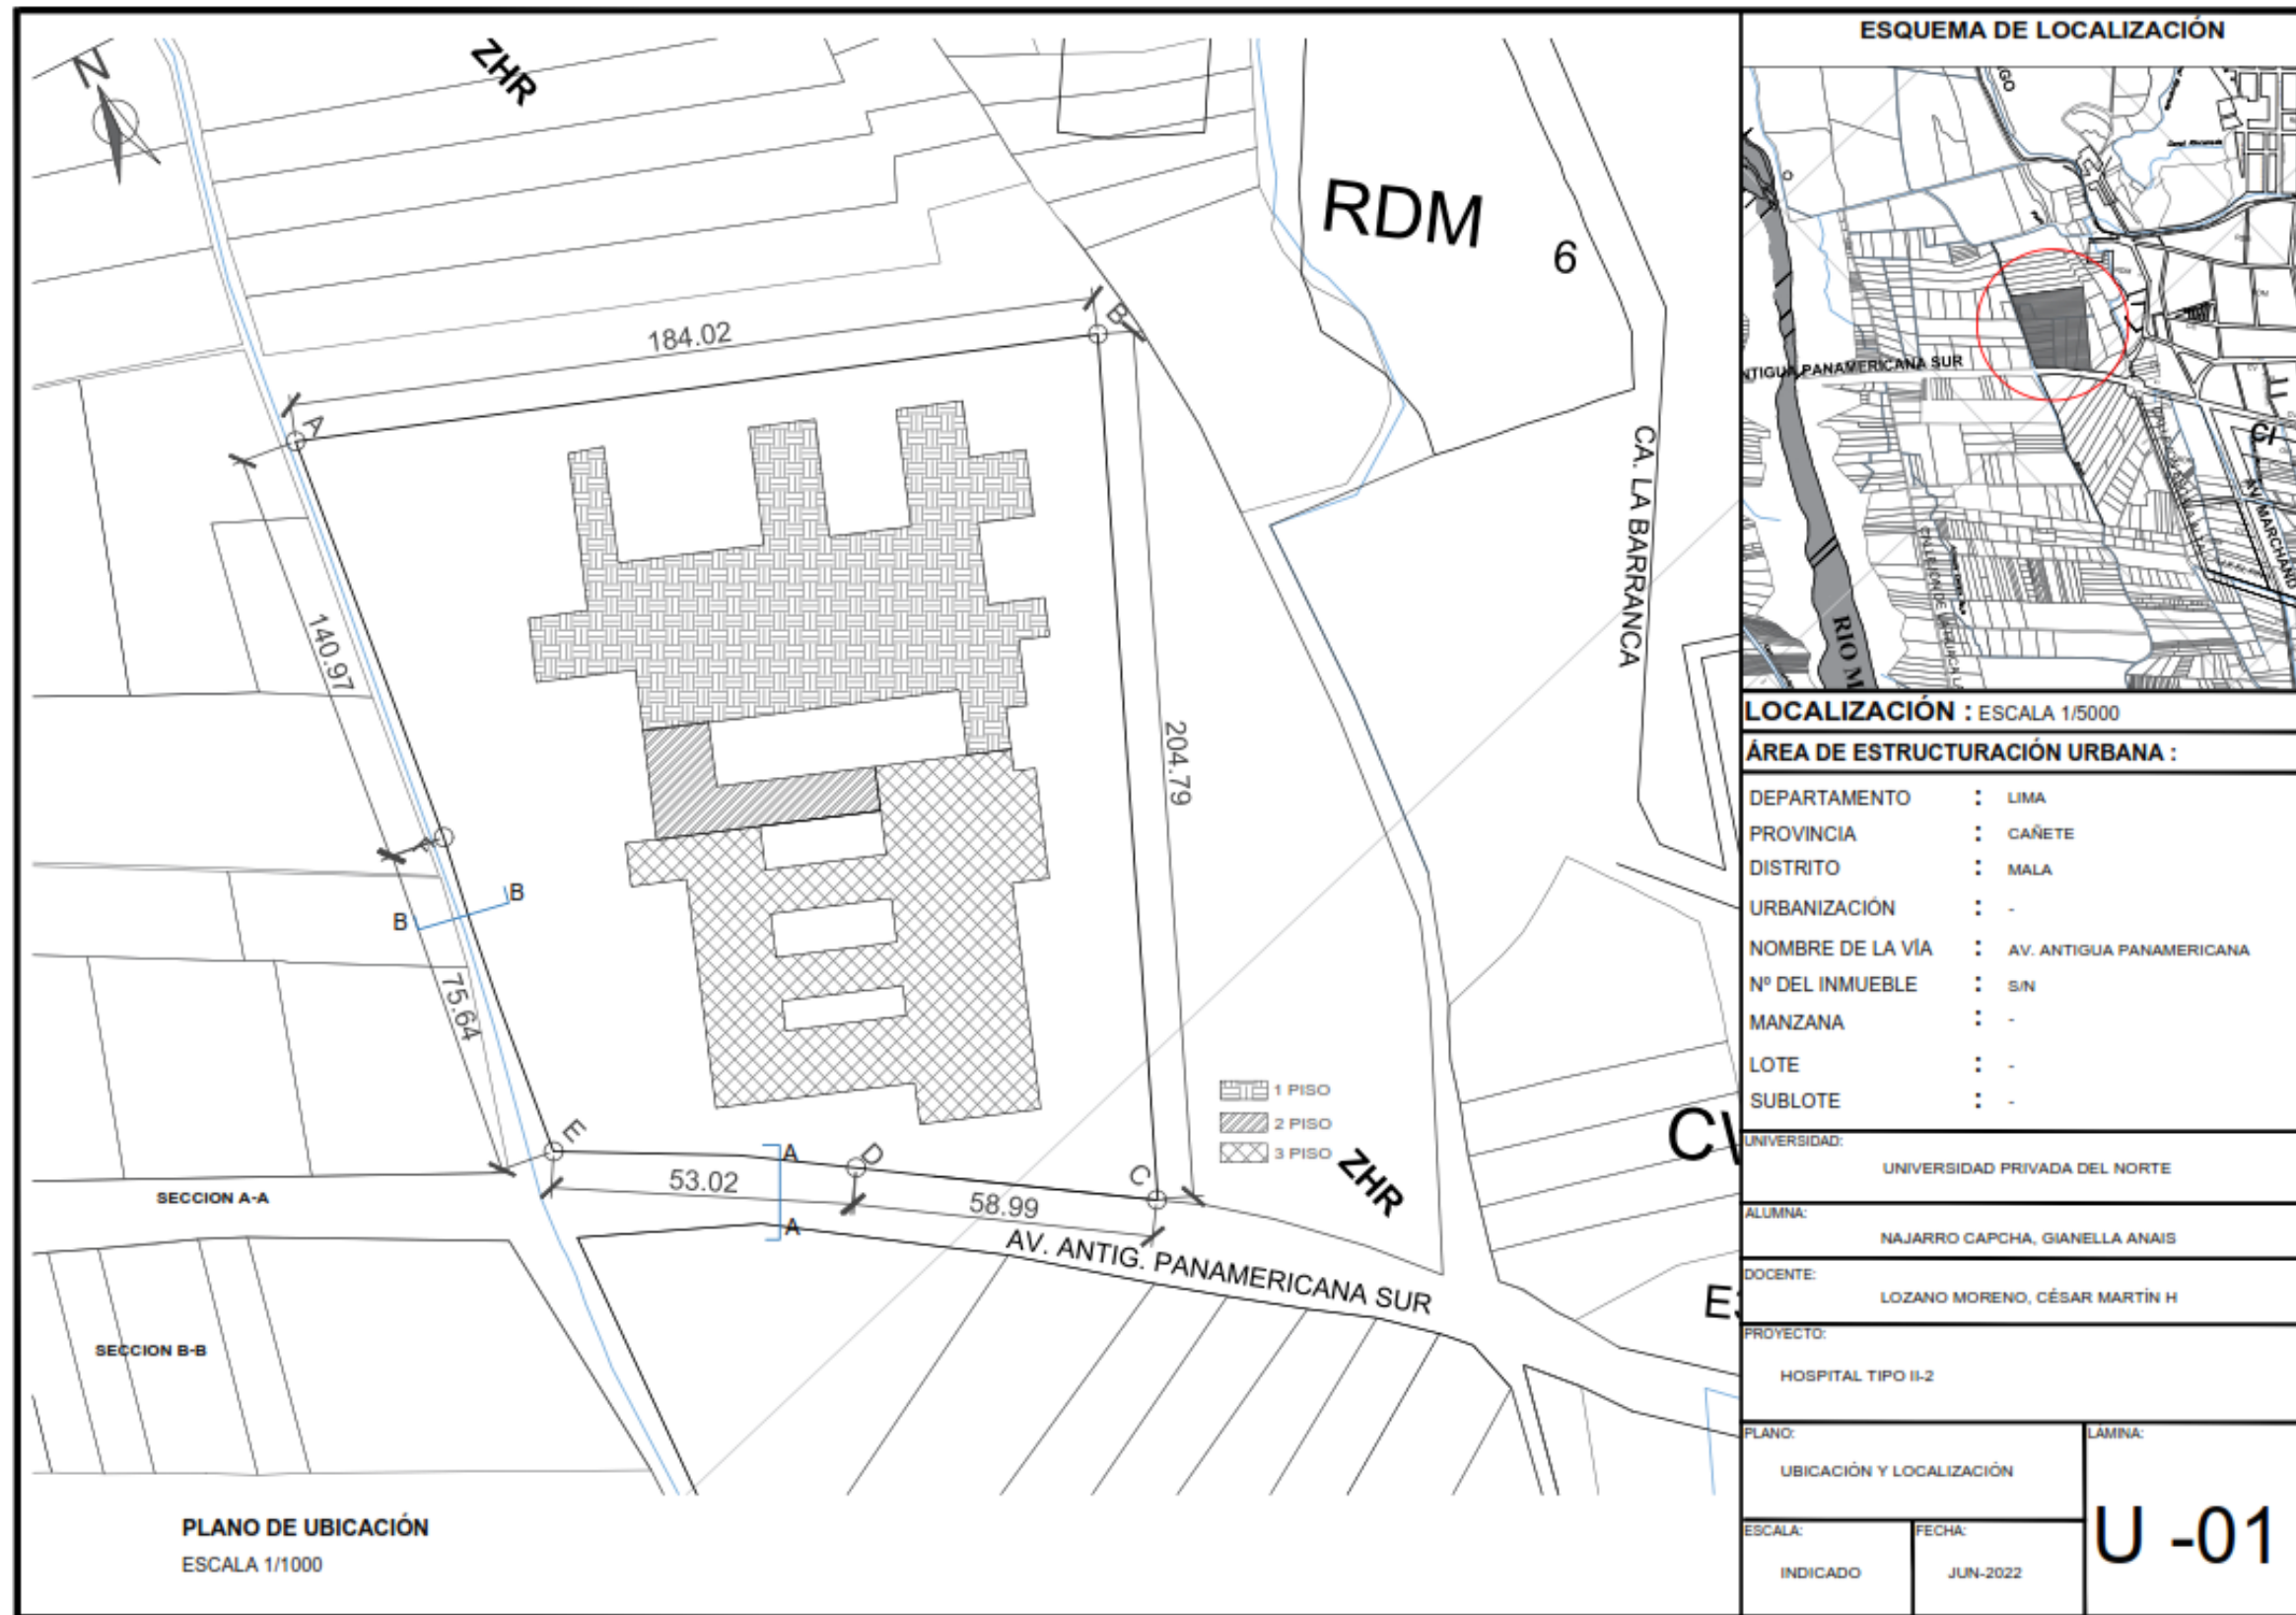 N
ZHR
RDM
6
184.02
A
B
140.97
204.79
CA. LA BARRANCA
F
B
B
75.64
1 PISO
2 PISO
3 PISO
ZHR
E
A
D
C
53.02
58.99
A
AV. ANTIG. PANAMERICANA SUR
SECCION A-A
SECCION B-B
PLANO DE UBICACIÓN
ESCALA 1/1000
ESQUEMA DE LOCALIZACIÓN
NTIGUA PANAMERICANA SUR
CI
AV. MARCHAND
RIO M
LOCALIZACIÓN : ESCALA 1/5000
ÁREA DE ESTRUCTURACIÓN URBANA :
DEPARTAMENTO : LIMA
PROVINCIA : CAÑETE
DISTRITO : MALA
URBANIZACIÓN : -
NOMBRE DE LA VÍA : AV. ANTIGUA PANAMERICANA
Nº DEL INMUEBLE : S/N
MANZANA : -
LOTE : -
SUBLOTE : -
UNIVERSIDAD:
UNIVERSIDAD PRIVADA DEL NORTE
ALUMNA:
NAJARRO CAPCHA, GIANELLA ANAIS
DOCENTE:
LOZANO MORENO, CÉSAR MARTÍN H
PROYECTO:
HOSPITAL TIPO II-2
PLANO:
UBICACIÓN Y LOCALIZACIÓN
LÁMINA:
U -01
ESCALA:
INDICADO
FECHA:
JUN-2022